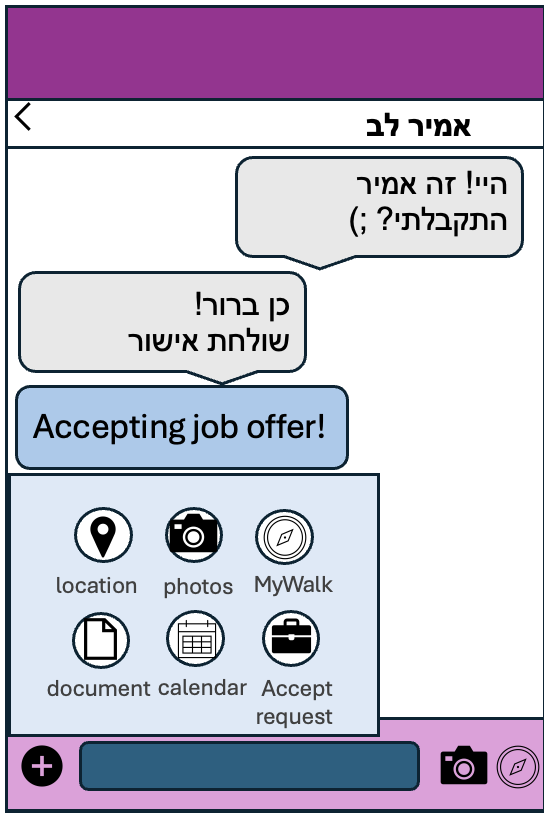 אמיר לב
היי! זה אמיר
התקבלתי? ;)
כן ברור!
שולחת אישור
Accepting job offer!
location
photos
MyWalk
document
calendar
Accept
request